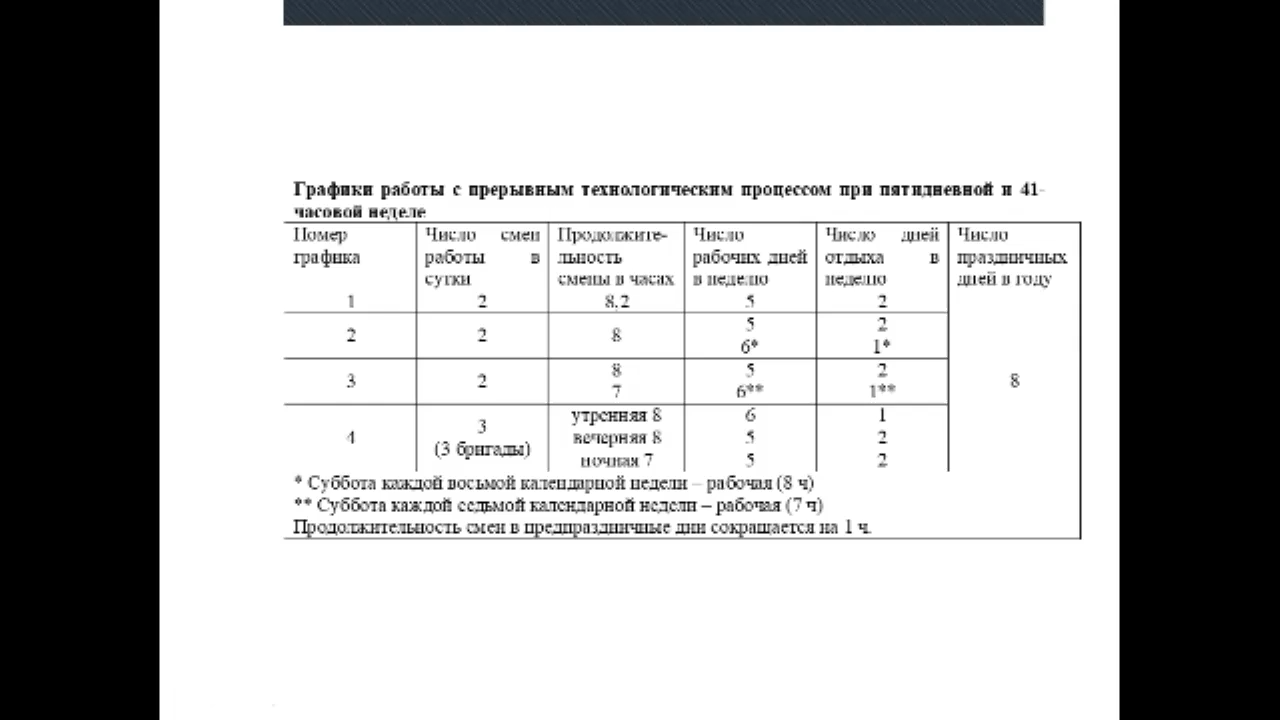 Графики работы с прерывным технологическим процессом при пятидневной и 41-
часовой неделе
Номер графика
Число смен работы в сутки
Продолжите-
льность смены в часах
Число рабочих дней в неделю
Число дней отдыха в неделю
Число праздничных дней в году
1 2 8,2 5 2
2 2 8 5 2
6* 1*
3 2 8 5 2
7 6** 1**
8
4 3 (3 бригады) утренняя 8 6 1
вечерняя 8 5 2
ночная 7 5 2
* Суббота каждой восьмой календарной недели – рабочая (8 ч)
** Суббота каждой седьмой календарной недели – рабочая (7 ч)
Продолжительность смен в предпраздничные дни сокращается на 1 ч.